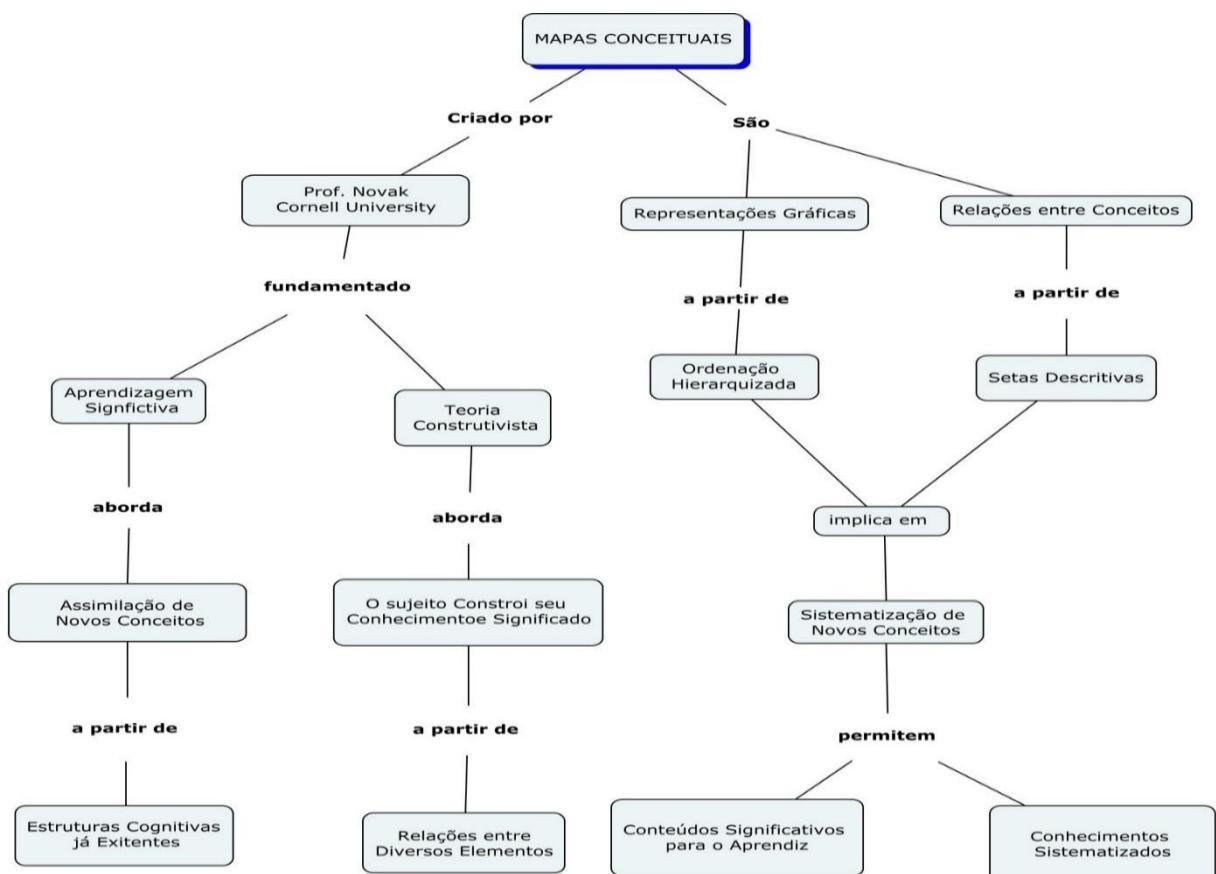 MAPAS CONCEITUAIS
Criado por
São
Prof. Novak
Cornell University
Representações Gráficas
Relações entre Conceitos
fundamentado
a partir de
a partir de
Aprendizagem
Signfictiva
Teoria
Construtivista
Ordenação
Hierarquizada
Setas Descritivas
aborda
aborda
implica em
Assimilação de
Novos Conceitos
O sujeito Constroi seu
Conhecimentoe Significado
Sistematização de
Novos Conceitos
a partir de
a partir de
permitem
Estruturas Cognitivas
já Exitentes
Relações entre
Diversos Elementos
Conteúdos Significativos
para o Aprendiz
Conhecimentos
Sistematizados